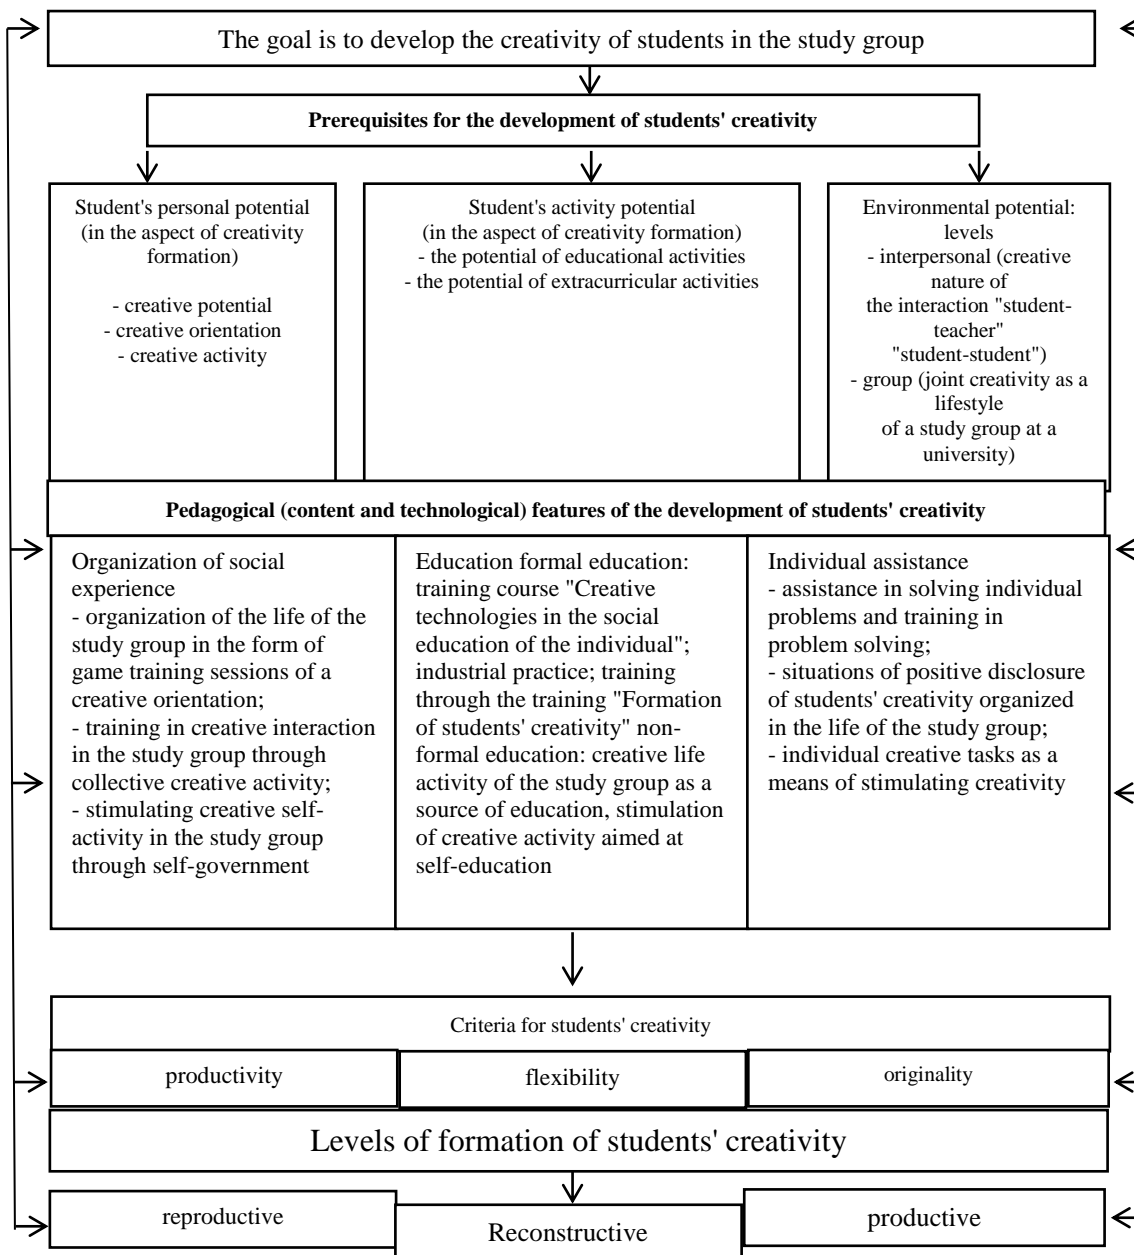 The goal is to develop the creativity of students in the study group
Prerequisites for the development of students' creativity
Student's personal potential
(in the aspect of creativity
formation)
- creative potential
- creative orientation
- creative activity
Student's activity potential
(in the aspect of creativity formation)
- the potential of educational activities
- the potential of extracurricular activities
Environmental potential:
levels
- interpersonal (creative
nature of
the interaction "student-
teacher"
"student-student")
- group (joint creativity as a
lifestyle
of a study group at a
university)
Pedagogical (content and technological) features of the development of students' creativity
Organization of social
experience
- organization of the life of the
study group in the form of
game training sessions of a
creative orientation;
- training in creative interaction
in the study group through
collective creative activity;
- stimulating creative self-
activity in the study group
through self-government
Education formal education:
training course "Creative
technologies in the social
education of the individual";
industrial practice; training
through the training "Formation
of students' creativity" non-
formal education: creative life
activity of the study group as a
source of education, stimulation
of creative activity aimed at
self-education
Individual assistance
- assistance in solving individual
problems and training in
problem solving;
- situations of positive disclosure
of students' creativity organized
in the life of the study group;
- individual creative tasks as a
means of stimulating creativity
Criteria for students' creativity
productivity
flexibility
originality
Levels of formation of students' creativity
reproductive
Reconstructive
productive